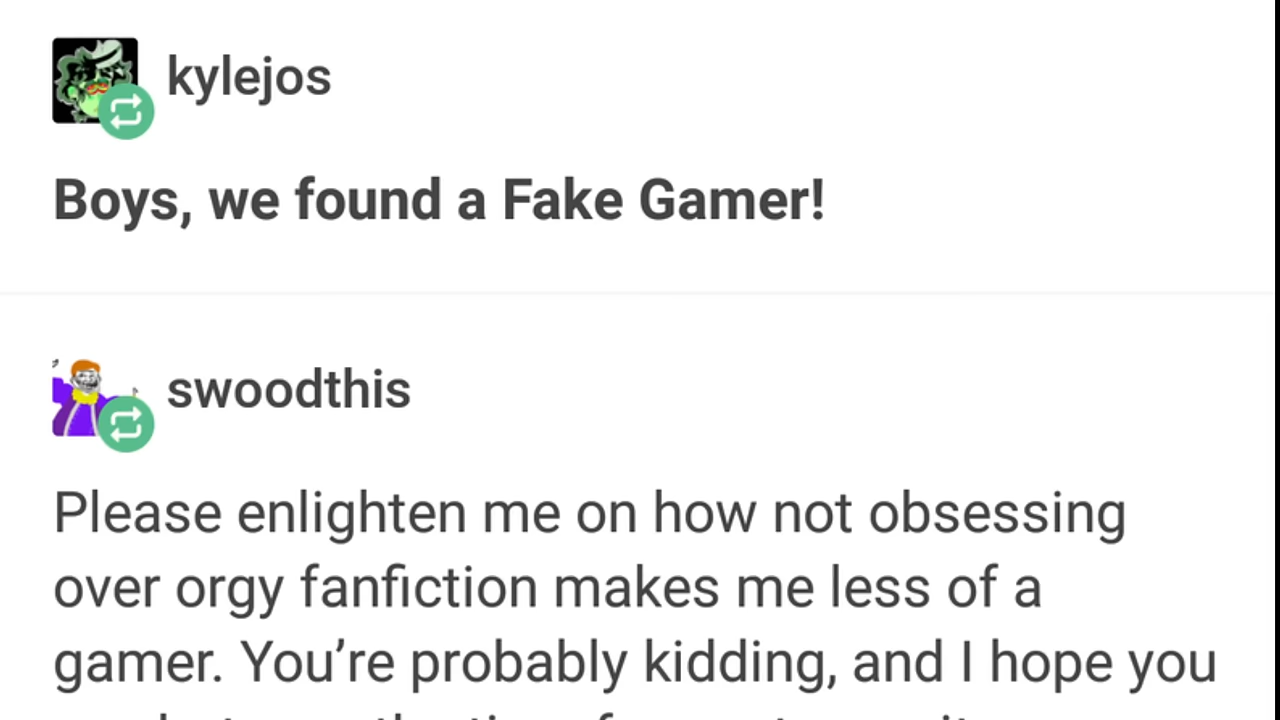 kylejos
Boys, we found a Fake Gamer!
swoodthis
Please enlighten me on how not obsessing
over orgy fanfiction makes me less of a
gamer. You’re probably kidding, and I hope you